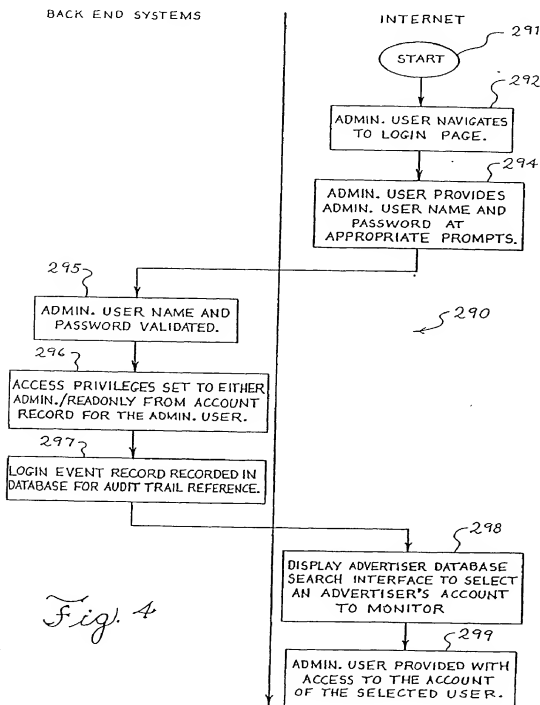 BACK END SYSTEMS
INTERNET
291
START
292
ADMIN. USER NAVIGATES
TO LOGIN PAGE.
294
ADMIN. USER PROVIDES
ADMIN. USER NAME AND
PASSWORD AT
APPROPRIATE PROMPTS.
295
ADMIN. USER NAME AND
PASSWORD VALIDATED.
290
296
ACCESS PRIVILEGES SET TO EITHER
ADMIN./READONLY FROM ACCOUNT
RECORD FOR THE ADMIN. USER.
297
LOGIN EVENT RECORD RECORDED IN
DATABASE FOR AUDIT TRAIL REFERENCE.
298
DISPLAY ADVERTISER DATABASE
SEARCH INTERFACE TO SELECT
AN ADVERTISER'S ACCOUNT
TO MONITOR
Fig. 4
299
ADMIN. USER PROVIDED WITH
ACCESS TO THE ACCOUNT
OF THE SELECTED USER.